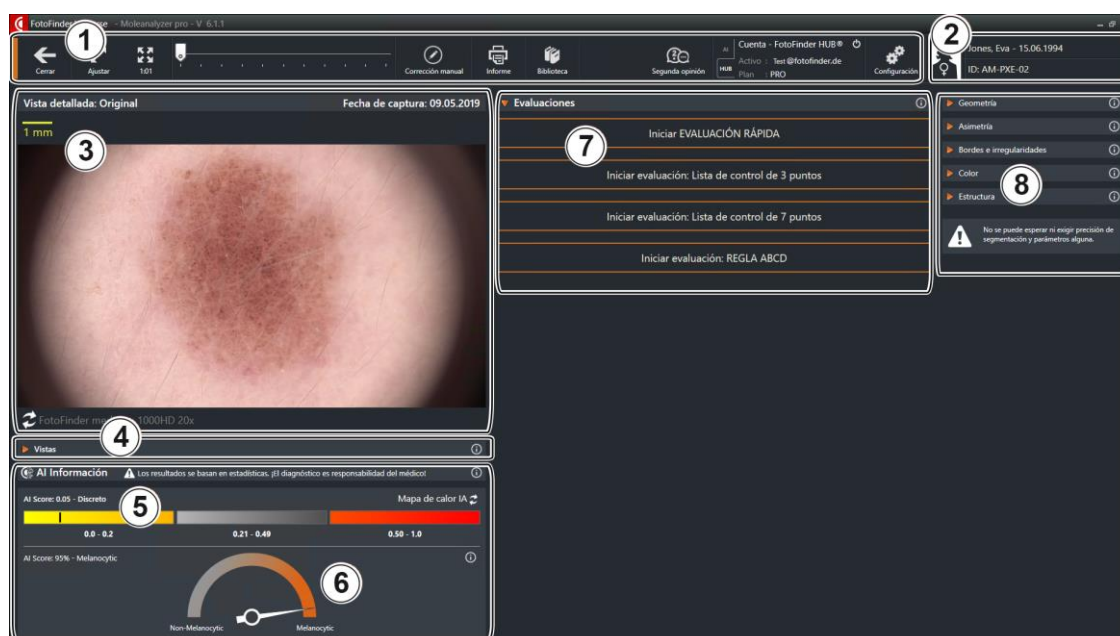 FotoFinder
- Moleanalyzer pro - V 6.1.1
1
Cerrar
Ajustar
1:01
Corrección manual
Informe
Biblioteca
Segunda opinión
AI
HUB
Cuenta - FotoFinder HUB®
Activo : Test@fotofinder.de
Plan : PRO
Configuración
2
Jones, Eva - 15.06.1994
ID: AM-PXE-02
Vista detallada: Original
Fecha de captura: 09.05.2019
1 mm
3
FotoFinder 1000HD 20x
4
Vistas
AI Información
Los resultados se basan en estadísticas. ¡El diagnóstico es responsabilidad del médico!
AI Score: 0.05 - Discreto
5
Mapa de calor IA
0.0 - 0.2
0.21 - 0.49
0.50 - 1.0
AI Score: 95% - Melanocytic
6
Non-Melanocytic
Melanocytic
Evaluaciones
7
Iniciar EVALUACIÓN RÁPIDA
Iniciar evaluación: Lista de control de 3 puntos
Iniciar evaluación: Lista de control de 7 puntos
Iniciar evaluación: REGLA ABCD
Geometría
Asimetría
Bordes e irregularidades
Color
8
Estructura
No se puede esperar ni exigir precisión de
segmentación y parámetros alguna.